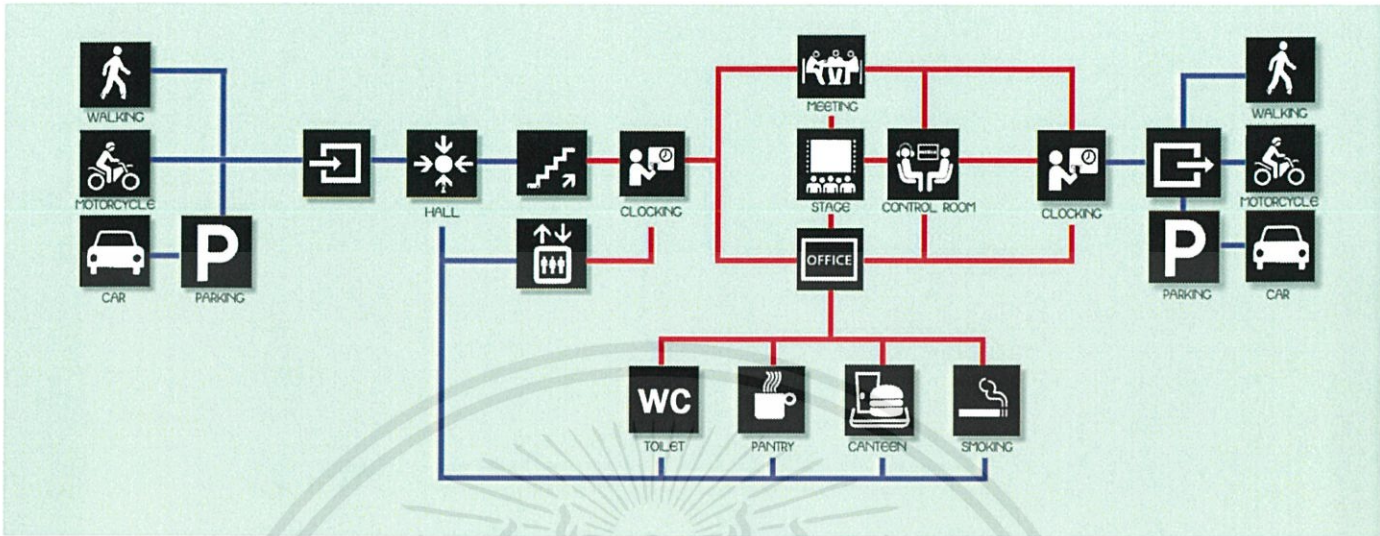 WALKING
MOTORCYCLE
CAR
P
PARKING
HALL
CLOCKING
MEETING
STAGE
CONTROL ROOM
OFFICE
CLOCKING
WC
TOILET
PANTRY
CANTEEN
SMOKING
WALKING
MOTORCYCLE
P
PARKING
CAR